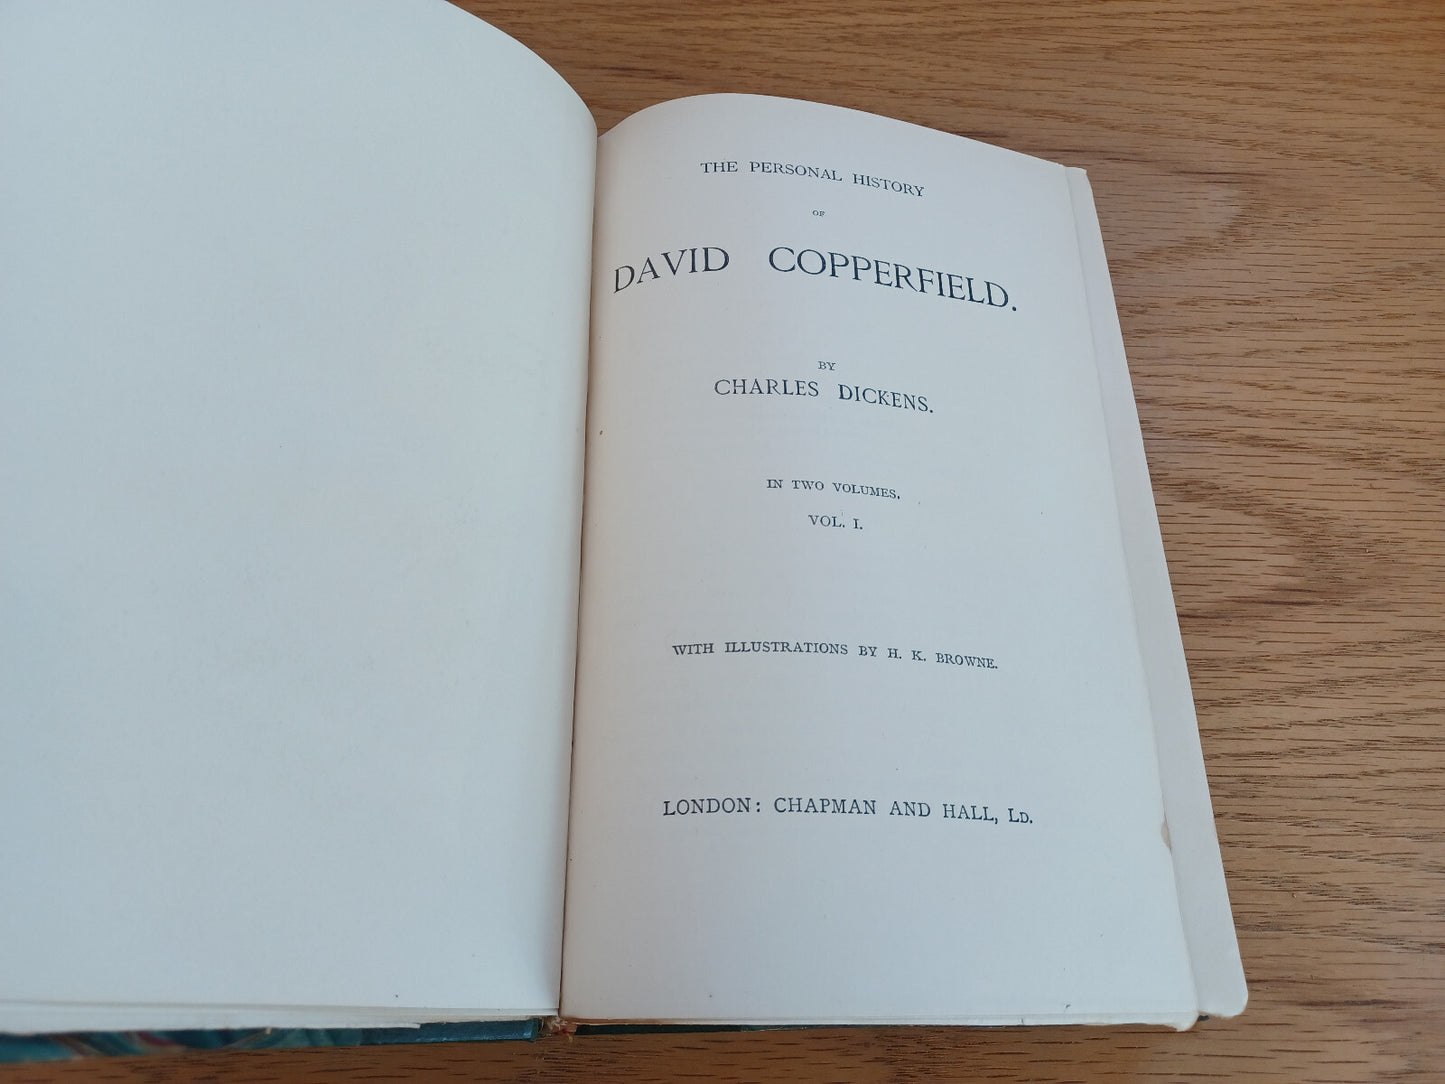 THE PERSONAL HISTORY
OF
DAVID COPPERFIELD.
BY
CHARLES DICKENS.
IN TWO VOLUMES.
VOL. I.
WITH ILLUSTRATIONS BY H. K. BROWNE.
LONDON: CHAPMAN AND HALL, LD.